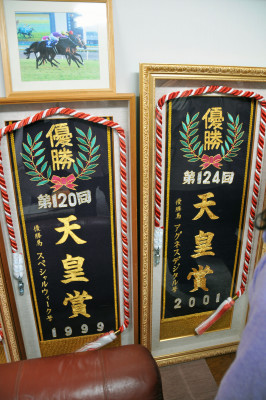 優勝
第120回
天皇賞
優勝馬 スペシャルウィーク号
1999
優勝
第124回
天皇賞
優勝馬 アグネスデジタル号
2001